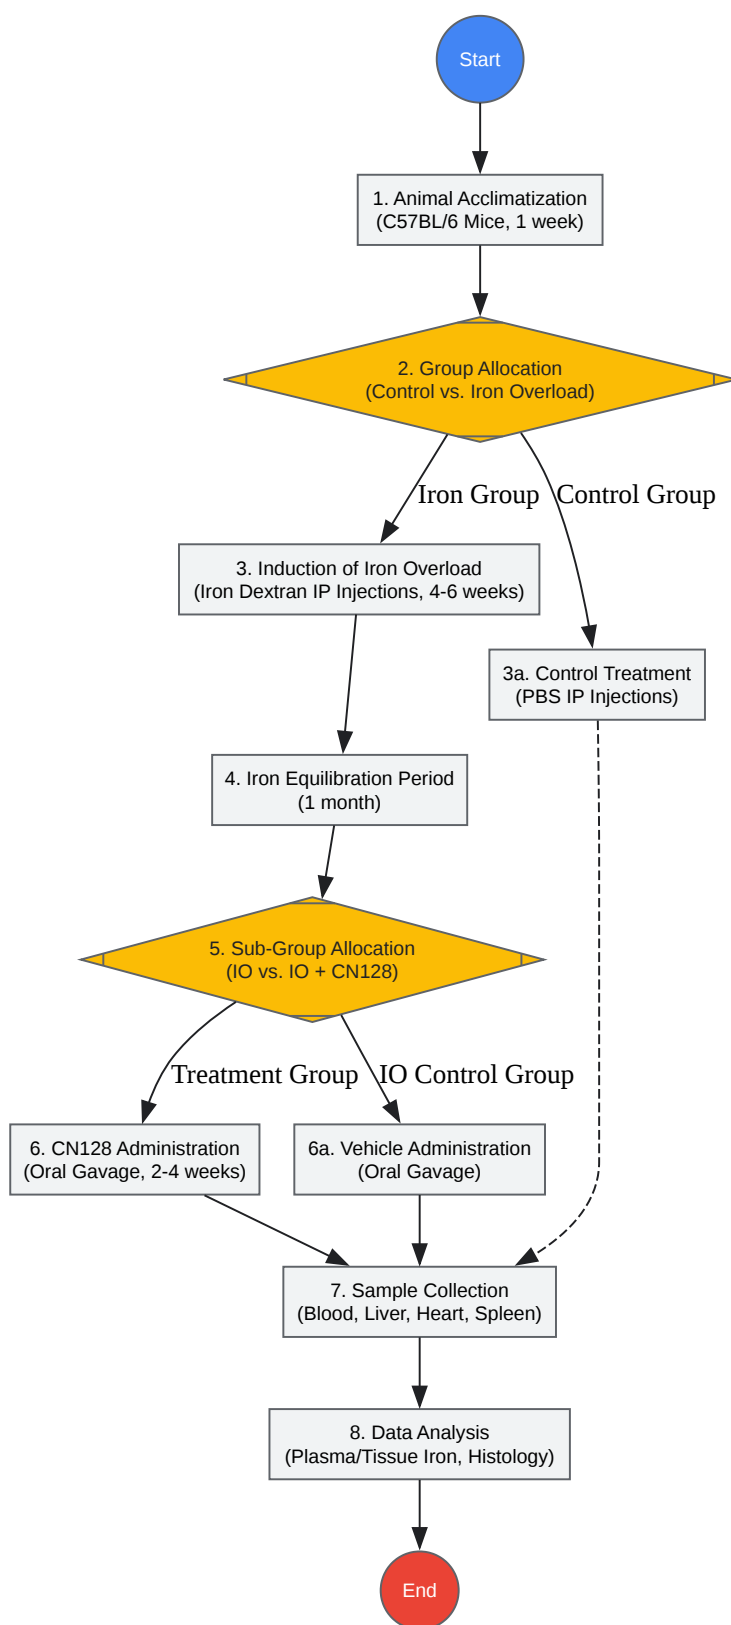 Start
1. Animal Acclimatization
(C57BL/6 Mice, 1 week)
2. Group Allocation
(Control vs. Iron Overload)
Iron Group
Control Group
3. Induction of Iron Overload
(Iron Dextran IP Injections, 4-6 weeks)
3a. Control Treatment
(PBS IP Injections)
4. Iron Equilibration Period
(1 month)
5. Sub-Group Allocation
(IO vs. IO + CN128)
Treatment Group
IO Control Group
6. CN128 Administration
(Oral Gavage, 2-4 weeks)
6a. Vehicle Administration
(Oral Gavage)
7. Sample Collection
(Blood, Liver, Heart, Spleen)
8. Data Analysis
(Plasma/Tissue Iron, Histology)
End